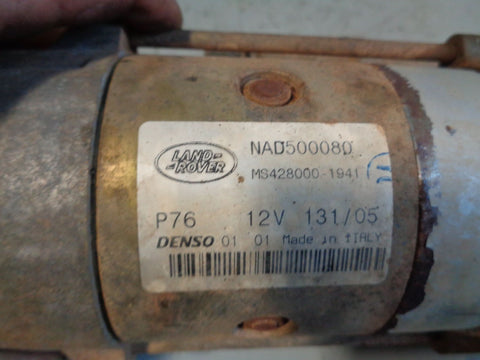 LAND-
ROVER
NAD500080
MS428000-1941
P76 12V 131/05
DENSO 01 01 Made in ITALY